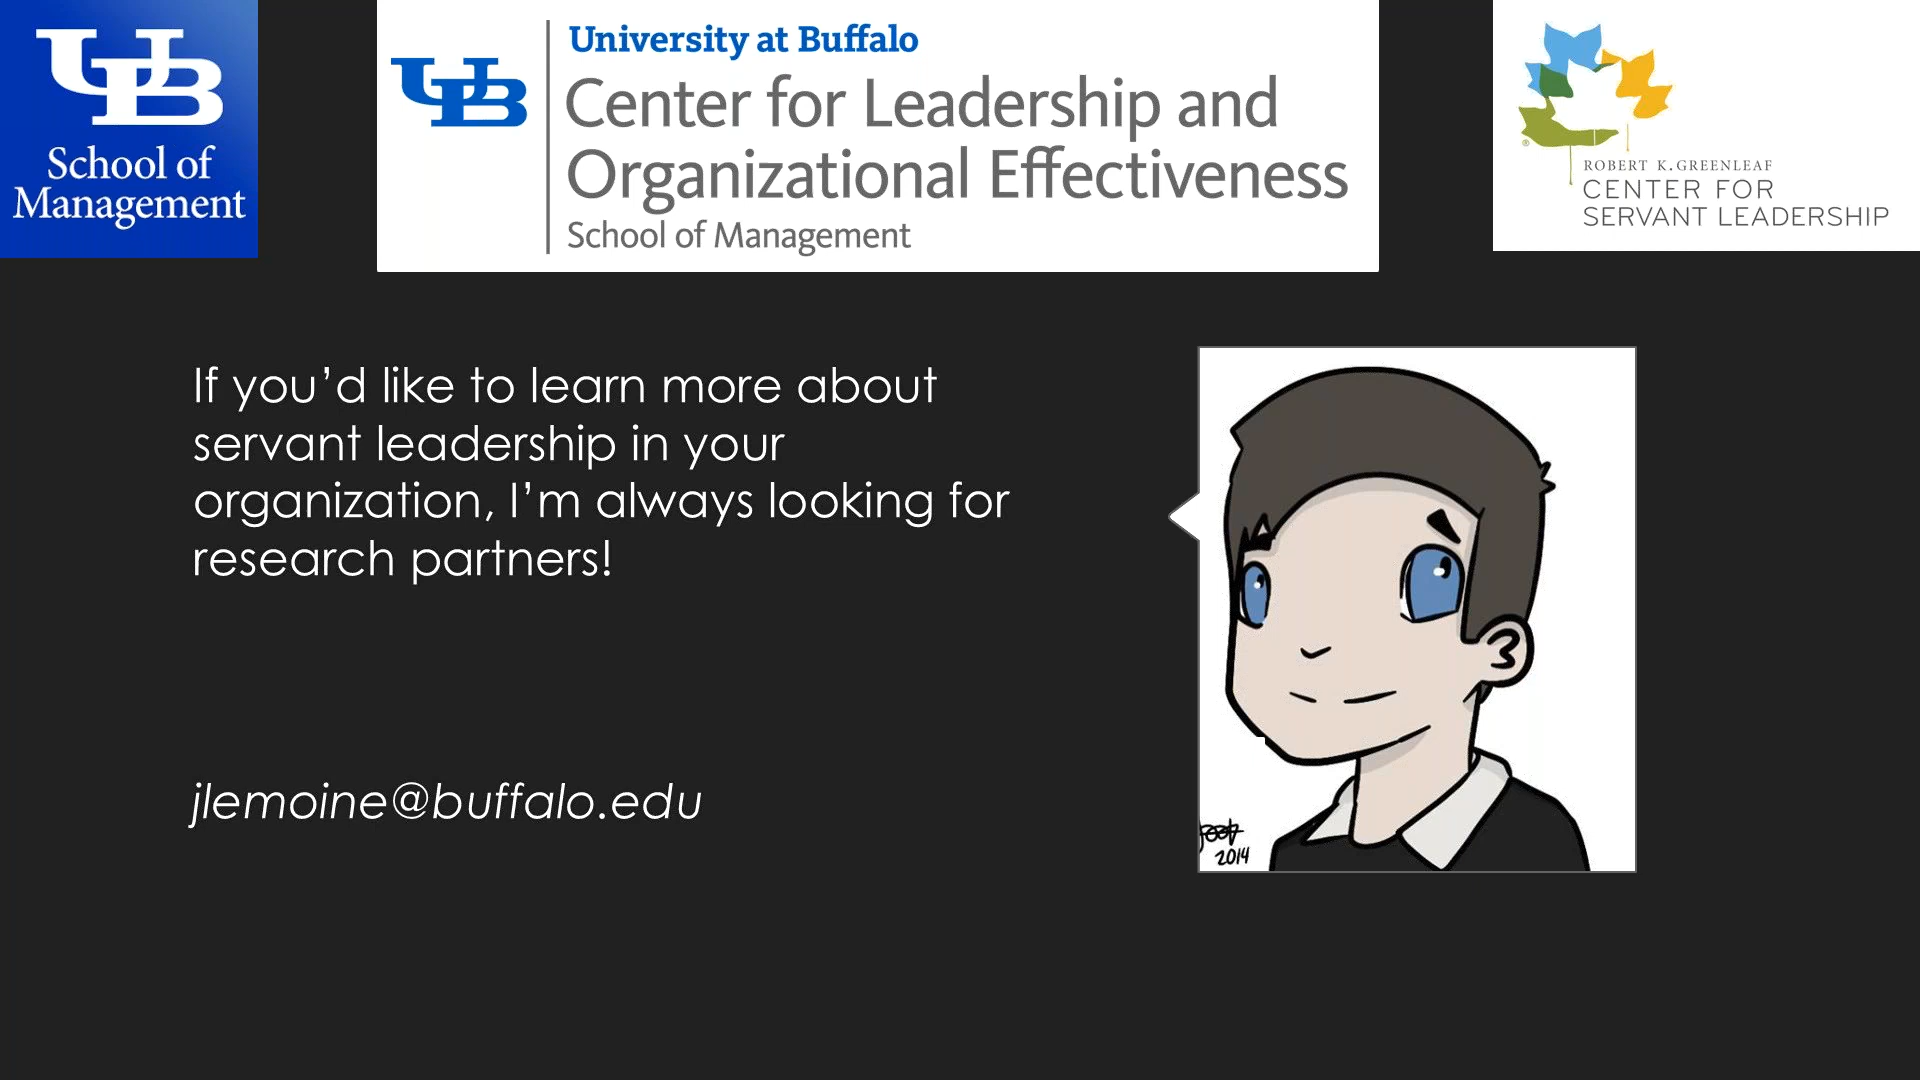 UB
School of
Management
UB
University at Buffalo
Center for Leadership and
Organizational Effectiveness
School of Management
ROBERT K. GREENLEAF
CENTER FOR
SERVANT LEADERSHIP
If you’d like to learn more about
servant leadership in your
organization, I’m always looking for
research partners!
jlemoine@buffalo.edu
2014